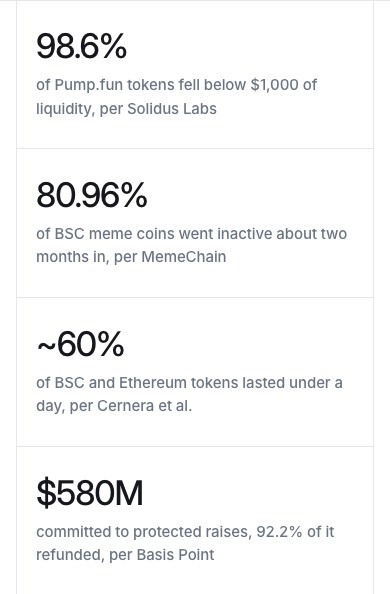 98.6%
of Pump.fun tokens fell below $1,000 of
liquidity, per Solidus Labs
80.96%
of BSC meme coins went inactive about two
months in, per MemeChain
~60%
of BSC and Ethereum tokens lasted under a
day, per Cernera et al.
$580M
committed to protected raises, 92.2% of it
refunded, per Basis Point